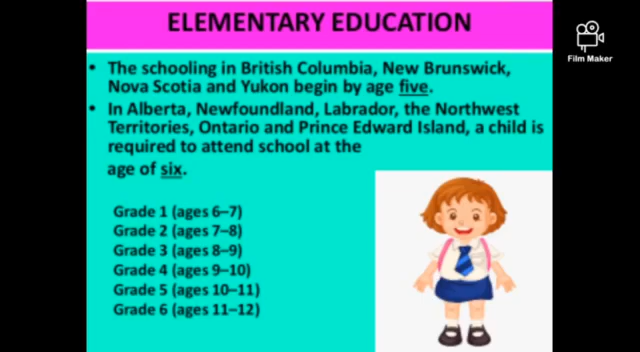 ELEMENTARY EDUCATION
Film Maker
• The schooling in British Columbia, New Brunswick,
Nova Scotia and Yukon begin by age five.
• In Alberta, Newfoundland, Labrador, the Northwest
Territories, Ontario and Prince Edward Island, a child is
required to attend school at the
age of six.
Grade 1 (ages 6–7)
Grade 2 (ages 7–8)
Grade 3 (ages 8–9)
Grade 4 (ages 9–10)
Grade 5 (ages 10–11)
Grade 6 (ages 11–12)